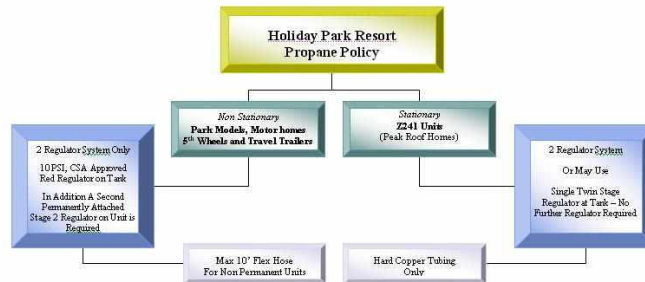 Holiday Park Resort
Propane Policy
Non Stationary
Park Models, Motor homes
5th Wheels and Travel Trailers
Stationary
Z241 Units
(Peak Roof Homes)
2 Regulator System Only
10PSI, CSA Approved
Red Regulator on Tank
In Addition A Second
Permanently Attached
Stage 2 Regulator on Unit is
Required
2 Regulator System
Or May Use
Single Twin Stage
Regulator at Tank – No
Further Regulator Required
Max 10' Flex Hose
For Non Permanent Units
Hard Copper Tubing
Only